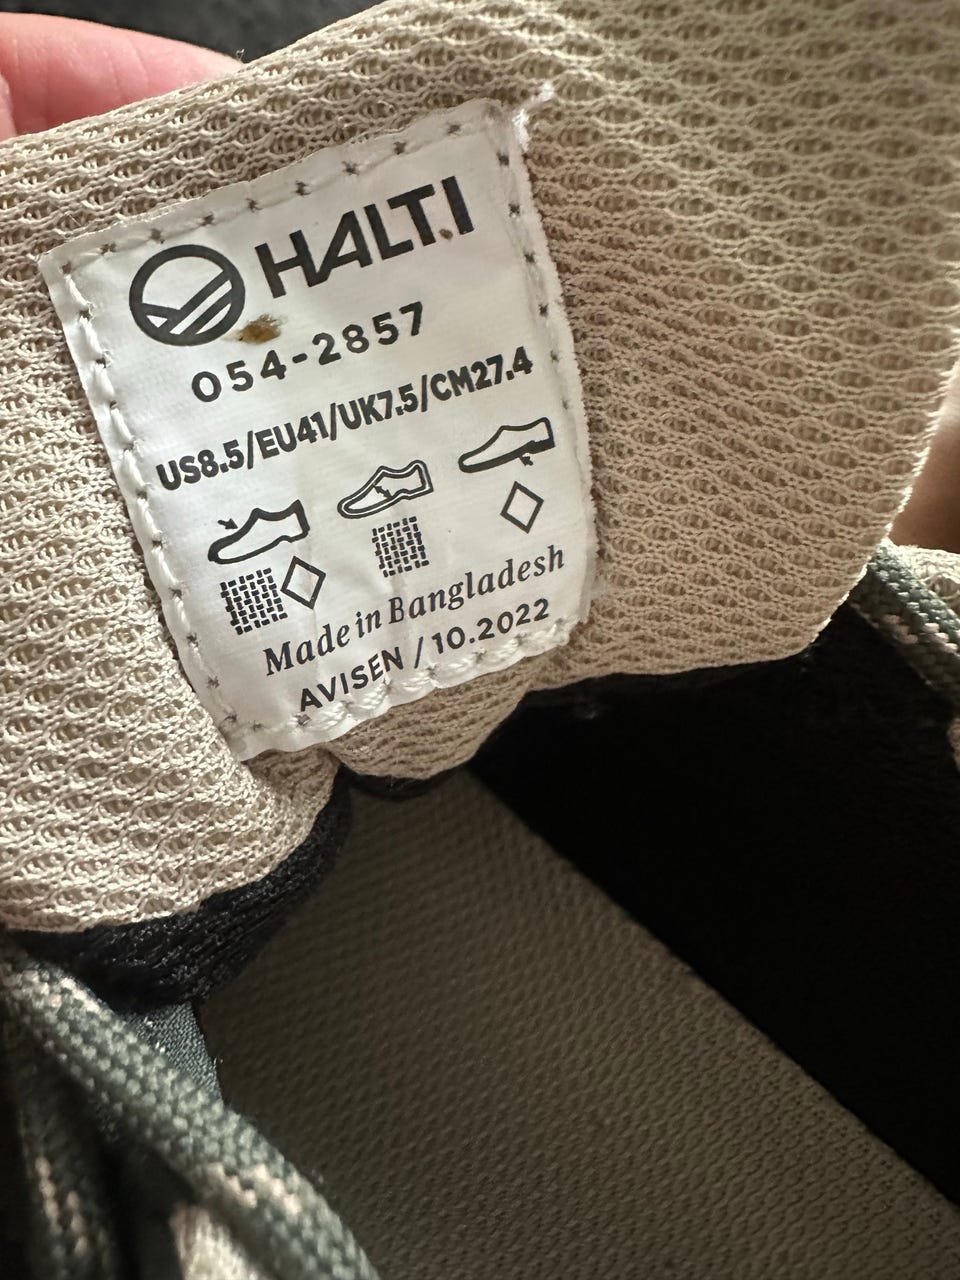 HALTI
054-2857
US8.5/EU41/UK7.5/CM27.4
Made in Bangladesh
AVISEN / 10.2022